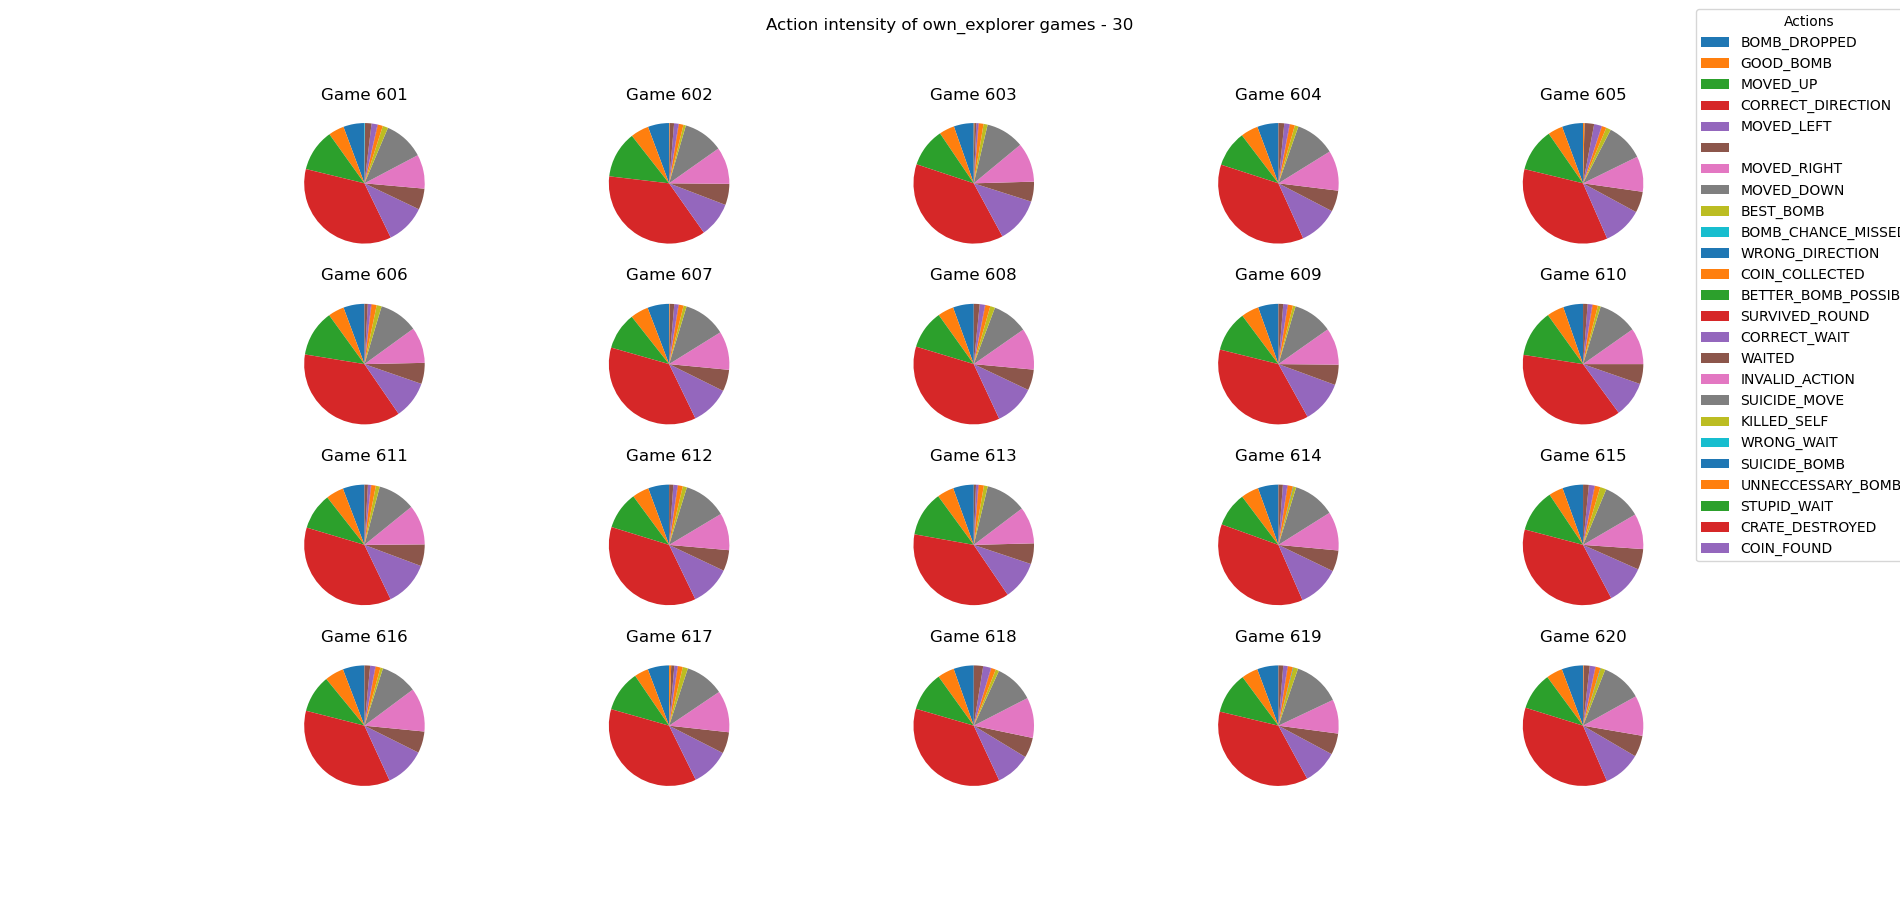 Action intensity of own_explorer games - 30
Game 601
Game 602
Game 603
Game 604
Game 605
Game 606
Game 607
Game 608
Game 609
Game 610
Game 611
Game 612
Game 613
Game 614
Game 615
Game 616
Game 617
Game 618
Game 619
Game 620
Actions
BOMB_DROPPED
GOOD_BOMB
MOVED_UP
CORRECT_DIRECTION
MOVED_LEFT
MOVED_RIGHT
MOVED_DOWN
BEST_BOMB
BOMB_CHANCE_MISSED
WRONG_DIRECTION
COIN_COLLECTED
BETTER_BOMB_POSSIB
SURVIVED_ROUND
CORRECT_WAIT
WAITED
INVALID_ACTION
SUICIDE_MOVE
KILLED_SELF
WRONG_WAIT
SUICIDE_BOMB
UNNECCESSARY_BOMB
STUPID_WAIT
CRATE_DESTROYED
COIN_FOUND